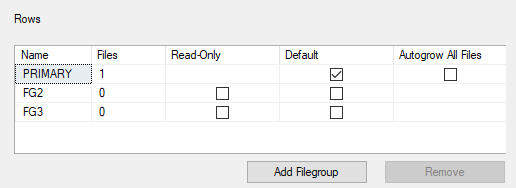 Rows
Name Files Read-Only Default Autogrow All Files
PRIMARY 1
FG2 0
FG3 0
Add Filegroup Remove